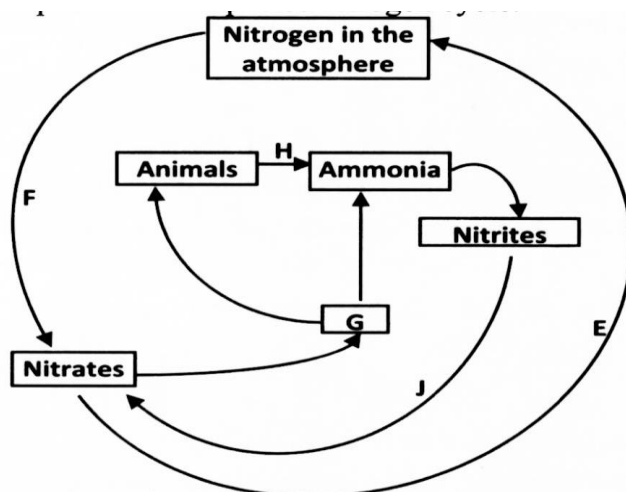 Nitrogen in the
atmosphere
H
Animals
Ammonia
F
Nitrites
G
E
Nitrates
J